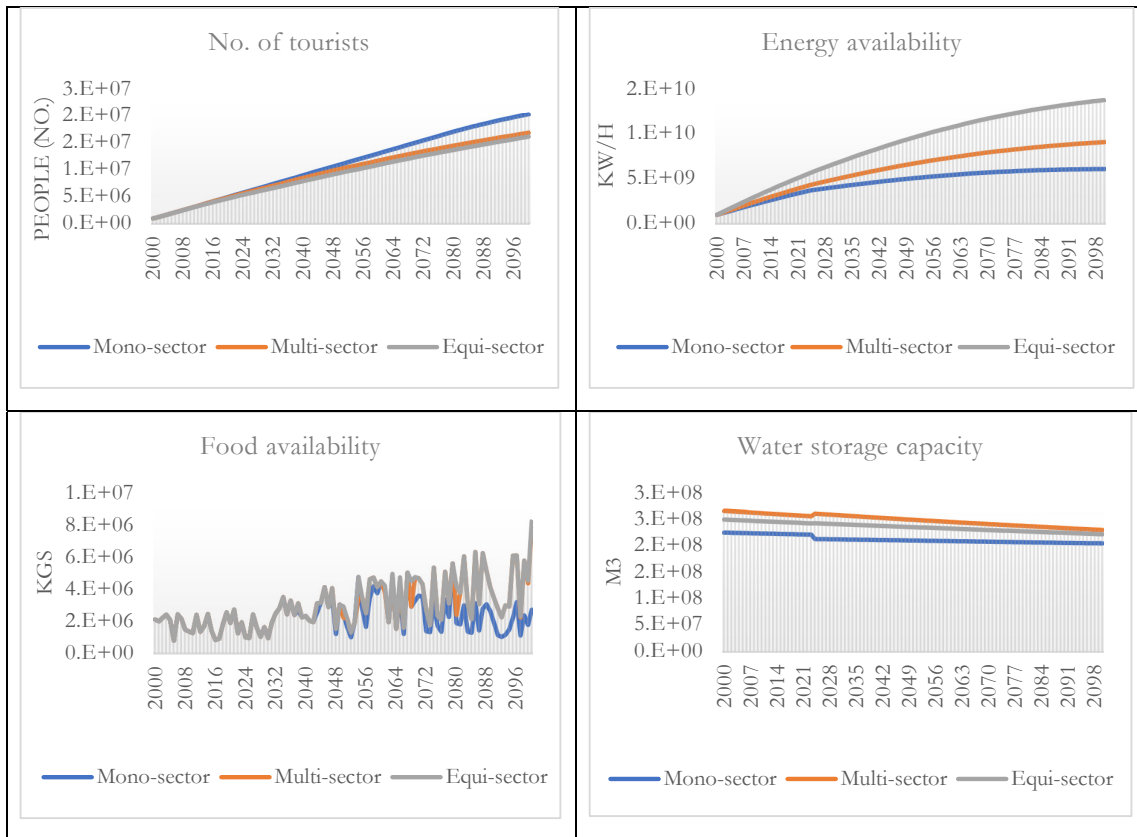 No. of tourists
PEOPLE (NO.)
3.E+07
2.E+07
2.E+07
1.E+07
5.E+06
0.E+00
2000 2008 2016 2024 2032 2040 2048 2056 2064 2072 2080 2088 2096
Mono-sector Multi-sector Equi-sector
Energy availability
KW/H
2.E+10
1.E+10
5.E+09
0.E+00
2000 2007 2014 2021 2028 2035 2042 2049 2056 2063 2070 2077 2084 2091 2098
Mono-sector Multi-sector Equi-sector
Food availability
KGS
1.E+07
8.E+06
6.E+06
4.E+06
2.E+06
0.E+00
2000 2008 2016 2024 2032 2040 2048 2056 2064 2072 2080 2088 2096
Mono-sector Multi-sector Equi-sector
Water storage capacity
M3
3.E+08
3.E+08
2.E+08
2.E+08
1.E+08
5.E+07
0.E+00
2000 2007 2014 2021 2028 2035 2042 2049 2056 2063 2070 2077 2084 2091 2098
Mono-sector Multi-sector Equi-sector